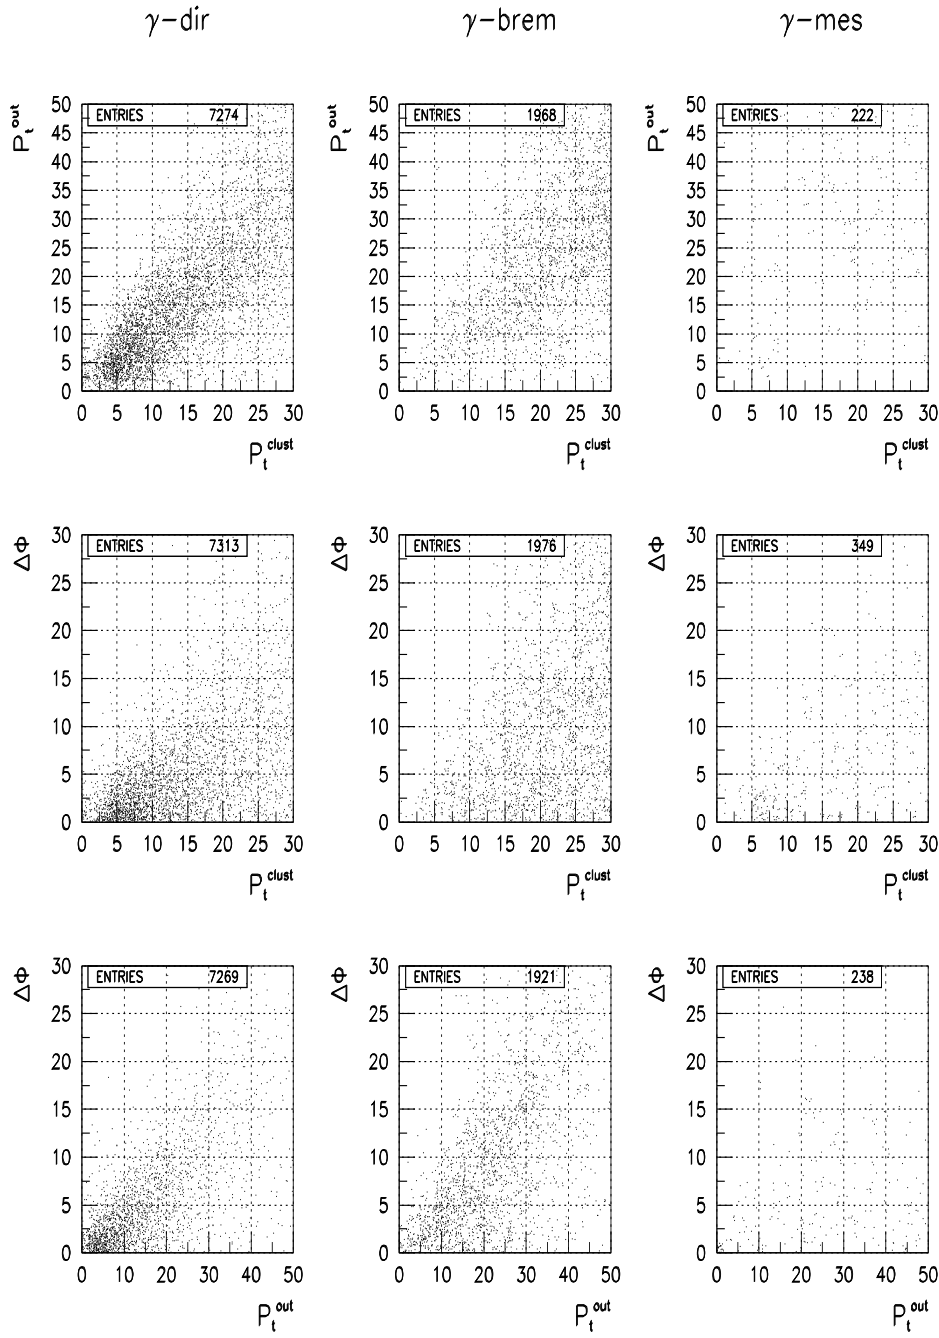 γ-dir γ-brem γ-mes
P_t^out ENTRIES 7274 P_t^out ENTRIES 1968 P_t^out ENTRIES 222
50 50 50
45 45 45
40 40 40
35 35 35
30 30 30
25 25 25
20 20 20
15 15 15
10 10 10
5 5 5
0 0 0
0 5 10 15 20 25 30 0 5 10 15 20 25 30 0 5 10 15 20 25 30
P_t^clust P_t^clust P_t^clust
ΔΦ ENTRIES 7313 ΔΦ ENTRIES 1976 ΔΦ ENTRIES 349
30 30 30
25 25 25
20 20 20
15 15 15
10 10 10
5 5 5
0 0 0
0 5 10 15 20 25 30 0 5 10 15 20 25 30 0 5 10 15 20 25 30
P_t^clust P_t^clust P_t^clust
ΔΦ ENTRIES 7269 ΔΦ ENTRIES 1921 ΔΦ ENTRIES 238
30 30 30
25 25 25
20 20 20
15 15 15
10 10 10
5 5 5
0 0 0
0 10 20 30 40 50 0 10 20 30 40 50 0 10 20 30 40 50
P_t^out P_t^out P_t^out